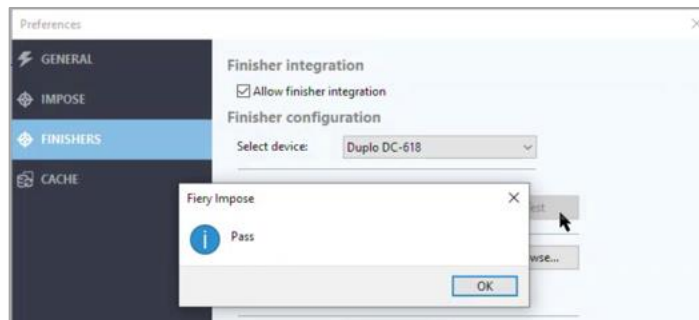 Preferences
GENERAL
IMPOSE
FINISHERS
CACHE
Finisher integration
Allow finisher integration
Finisher configuration
Select device: Duplo DC-618
Fiery Impose
Pass
OK